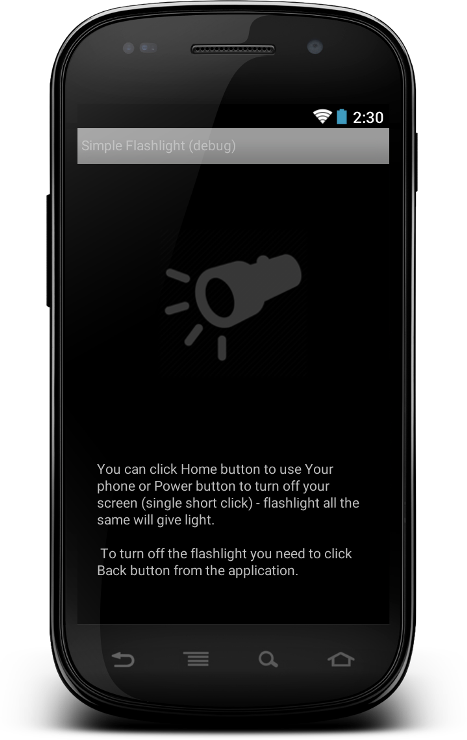 2:30
Simple Flashlight (debug)
You can click Home button to use Your
phone or Power button to turn off your
screen (single short click) - flashlight all the
same will give light.
To turn off the flashlight you need to click
Back button from the application.